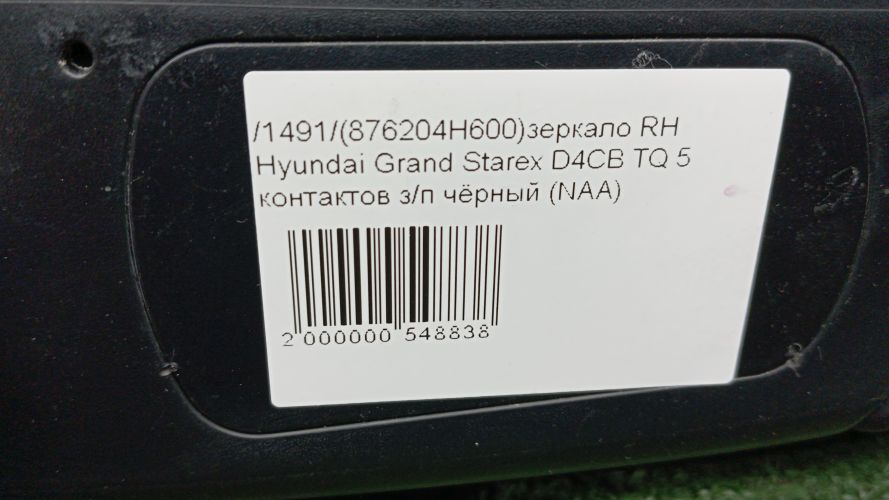 /1491/(876204H600)зеркало RH
Hyundai Grand Starex D4CB TQ 5
контактов з/п чёрный (NAA)
2 000000 548838